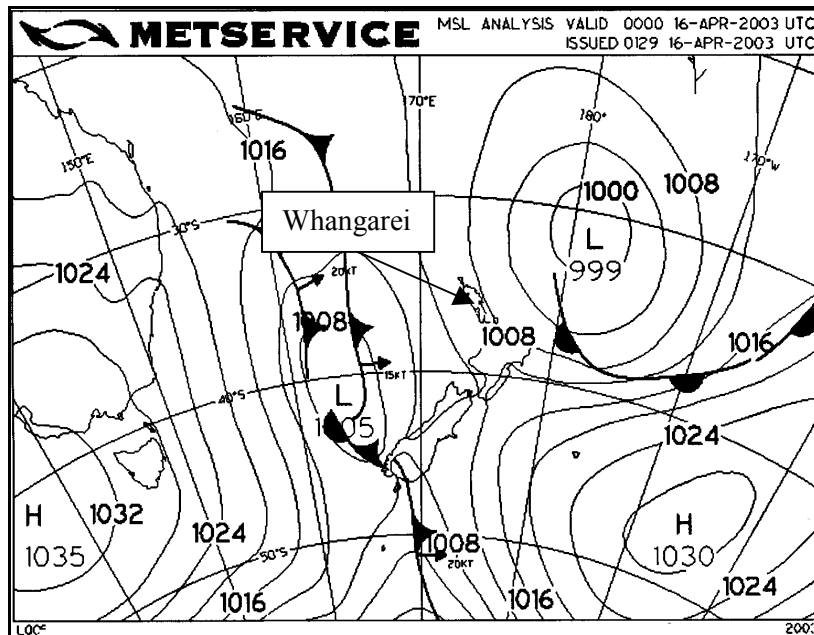 METSERVICE MSL ANALYSIS VALID 0000 16-APR-2003 UTC
ISSUED 0129 16-APR-2003 UTC
170°E
180°
160°E
1016
150°E
170°W
1000
1008
Whangarei
30°S
L
999
1024
20KT
1008
1008
1016
15KT
L
40°S
1024
H
1035
1032
1024
H
1030
50°S
1008
20KT
1016
1016
1024
2003